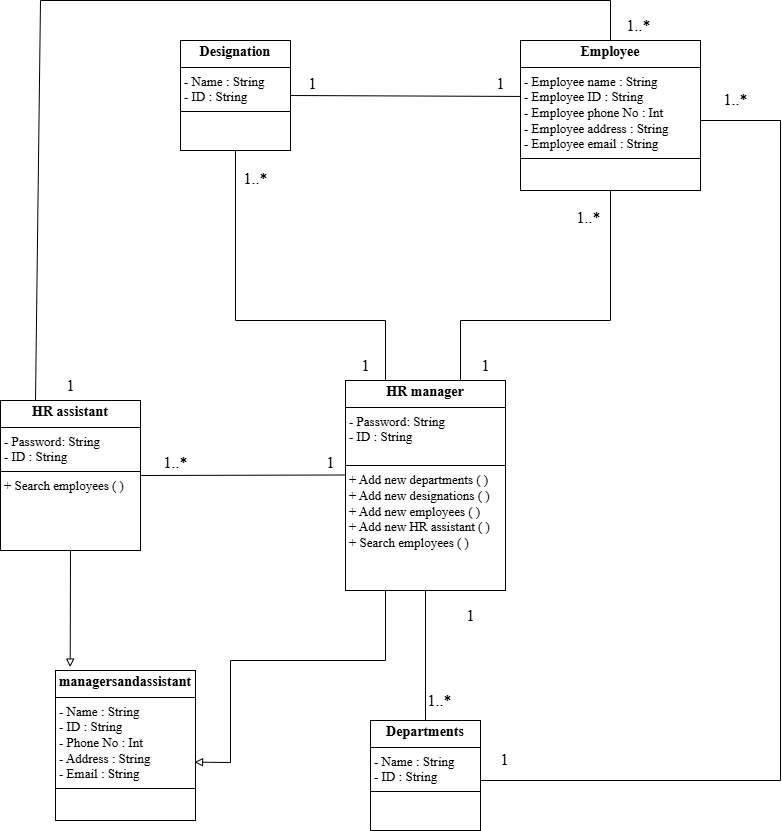 1..*
Designation
- Name : String
- ID : String
Employee
- Employee name : String
- Employee ID : String
- Employee phone No : Int
- Employee address : String
- Employee email : String
1
1
1..*
1..*
1..*
1
1
1
HR assistant
- Password: String
- ID : String
+ Search employees ( )
HR manager
- Password: String
- ID : String
+ Add new departments ( )
+ Add new designations ( )
+ Add new employees ( )
+ Add new HR assistant ( )
+ Search employees ( )
1..*
1
1
managersandassistant
- Name : String
- ID : String
- Phone No : Int
- Address : String
- Email : String
1..*
Departments
- Name : String
- ID : String
1